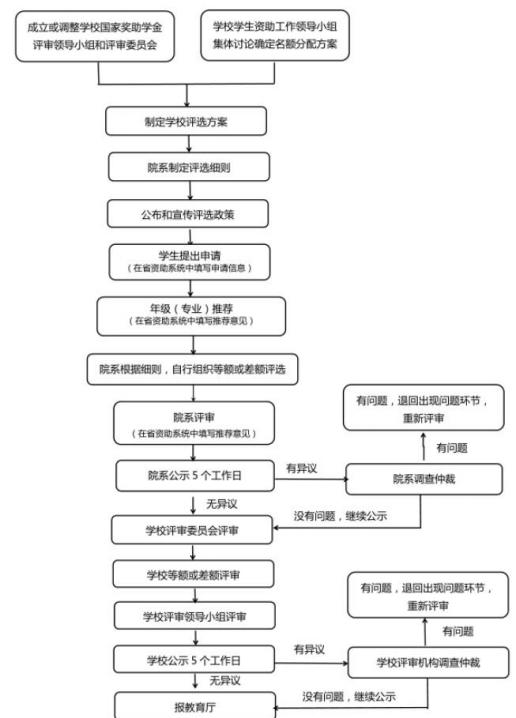 成立或调整学校国家奖助学金
评审领导小组和评审委员会
学校学生资助工作领导小组
集体讨论确定名额分配方案
制定学校评选方案
院系制定评选细则
公布和宣传评选政策
学生提出申请
（在省资助系统中填写申请信息）
年级（专业）推荐
（在省资助系统中填写推荐意见）
院系根据细则，自行组织等额或差额评选
院系评审
（在省资助系统中填写推荐意见）
有问题，退回出现问题环节，
重新评审
有问题
院系公示 5 个工作日
有异议
院系调查仲裁
无异议
没有问题，继续公示
学校评审委员会评审
学校等额或差额评审
有问题，退回出现问题环节，
重新评审
学校评审领导小组评审
有问题
学校公示 5 个工作日
有异议
学校评审机构调查仲裁
无异议
没有问题，继续公示
报教育厅